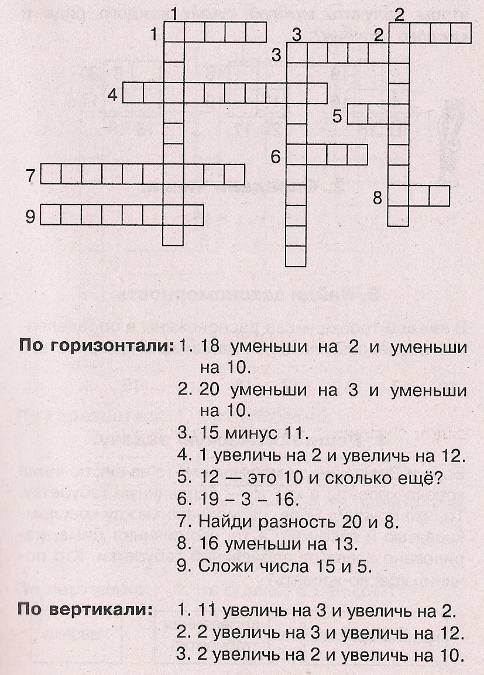 1 2
1 3 2
3
4
5
6
7
8
9
По горизонтали: 1. 18 уменьши на 2 и уменьши
на 10.
2. 20 уменьши на 3 и уменьши
на 10.
3. 15 минус 11.
4. 1 увеличь на 2 и увеличь на 12.
5. 12 — это 10 и сколько ещё?
6. 19 – 3 – 16.
7. Найди разность 20 и 8.
8. 16 уменьши на 13.
9. Сложи числа 15 и 5.
По вертикали: 1. 11 увеличь на 3 и увеличь на 2.
2. 2 увеличь на 3 и увеличь на 12.
3. 2 увеличь на 2 и увеличь на 10.